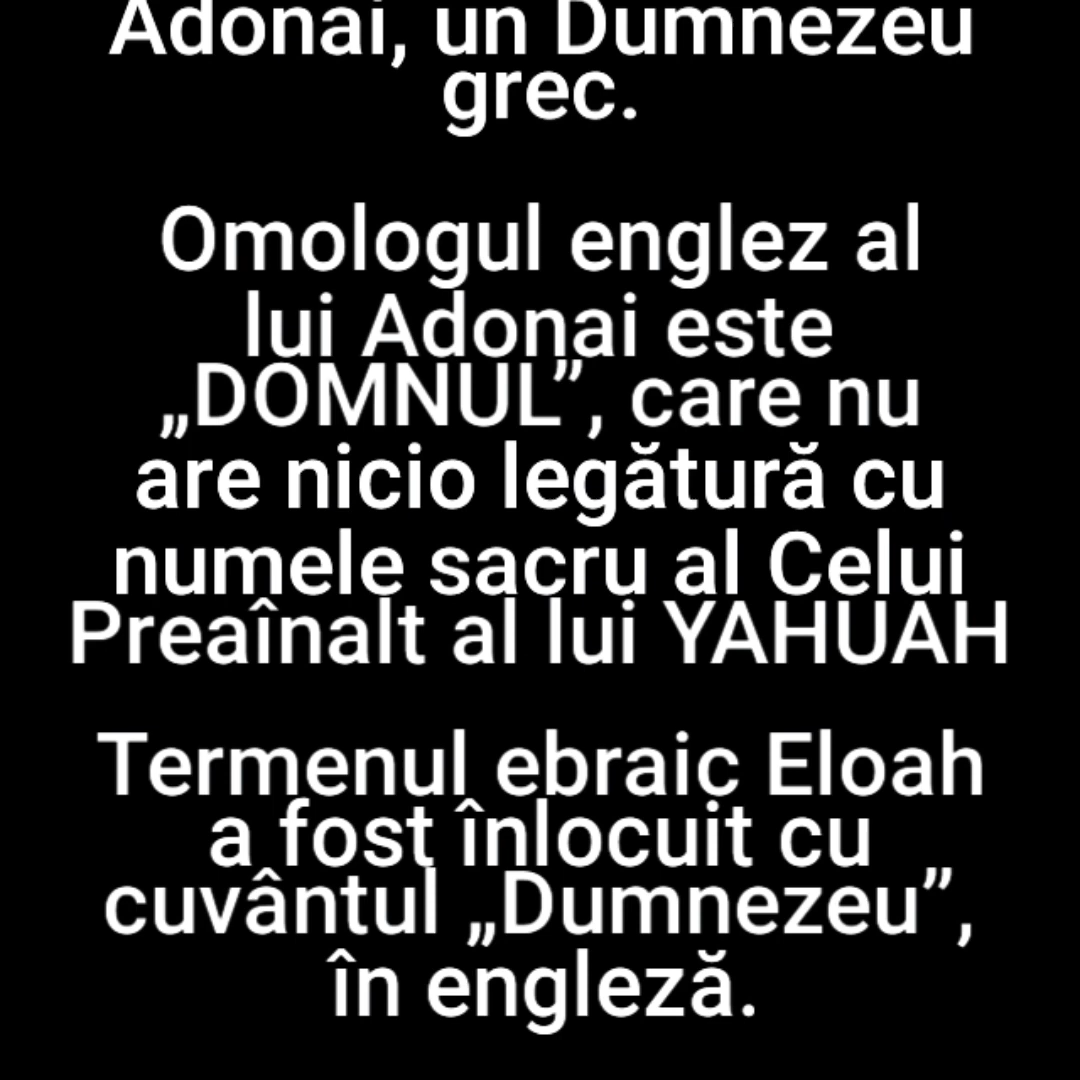 Adonai, un Dumnezeu
grec.
Omologul englez al
lui Adonai este
„DOMNUL”, care nu
are nicio legătură cu
numele sacru al Celui
Preaînalt al lui YAHUAH
Termenul ebraic Eloah
a fost înlocuit cu
cuvântul „Dumnezeu”,
în engleză.